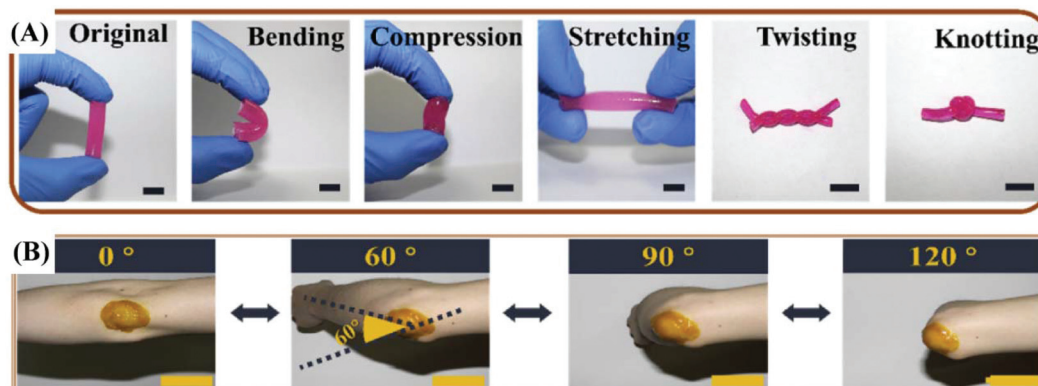 (A) Original Bending Compression Stretching Twisting Knotting
(B) 0 ° 60 ° 90 ° 120 °
60°